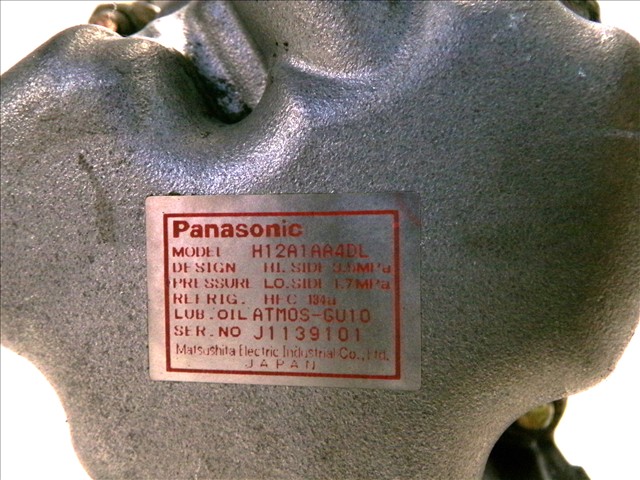 Panasonic
MODEL H12A1AA4DL
DESIGN HI. SIDE 3.5MPa
PRESSURE LO. SIDE 1.7MPa
REFRIG. HFC 134a
LUB. OIL ATMOS-GU10
SER. NO J1139101
Matsushita Electric Industrial Co., Ltd.
JAPAN